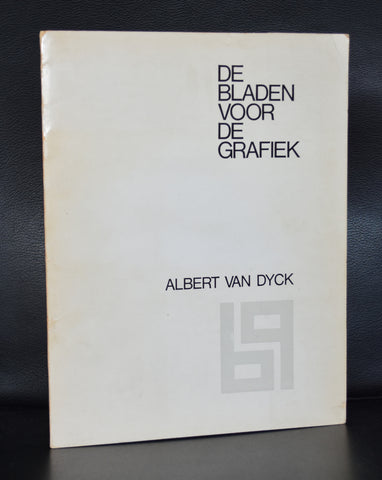 DE
BLADEN
VOOR
DE
GRAFIEK
ALBERT VAN DYCK